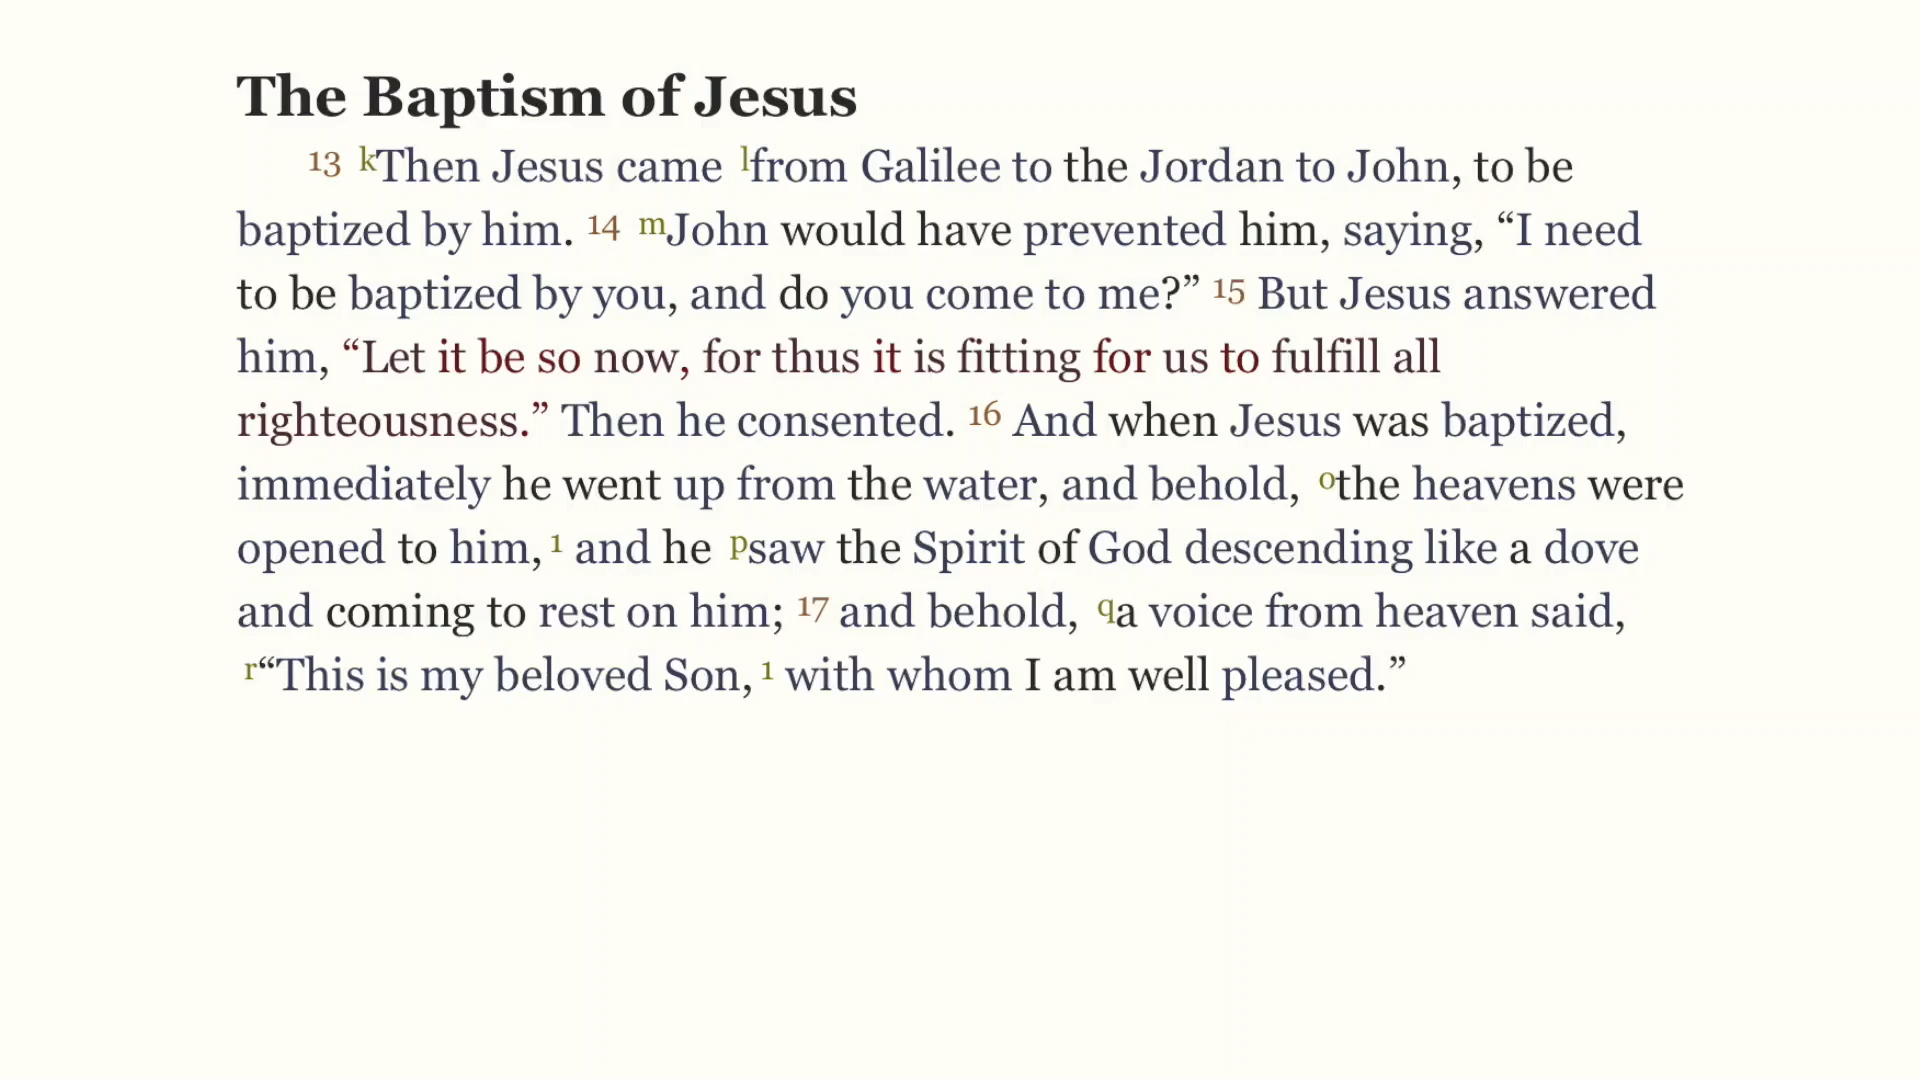 The Baptism of Jesus
13 kThen Jesus came lfrom Galilee to the Jordan to John, to be
baptized by him. 14 mJohn would have prevented him, saying, “I need
to be baptized by you, and do you come to me?” 15 But Jesus answered
him, “Let it be so now, for thus it is fitting for us to fulfill all
righteousness.” Then he consented. 16 And when Jesus was baptized,
immediately he went up from the water, and behold, othe heavens were
opened to him,1 and he psaw the Spirit of God descending like a dove
and coming to rest on him; 17 and behold, qa voice from heaven said,
r“This is my beloved Son,1 with whom I am well pleased.”